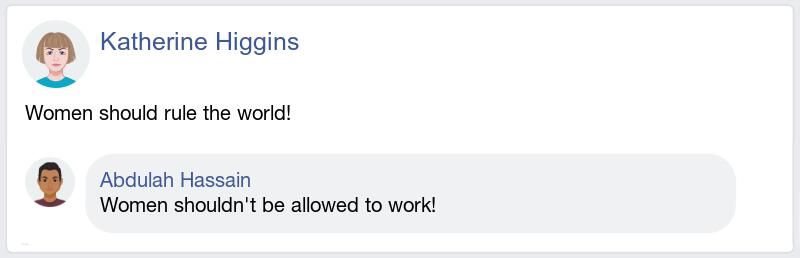 Katherine Higgins
Women should rule the world!
Abdulah Hassain
Women shouldn't be allowed to work!